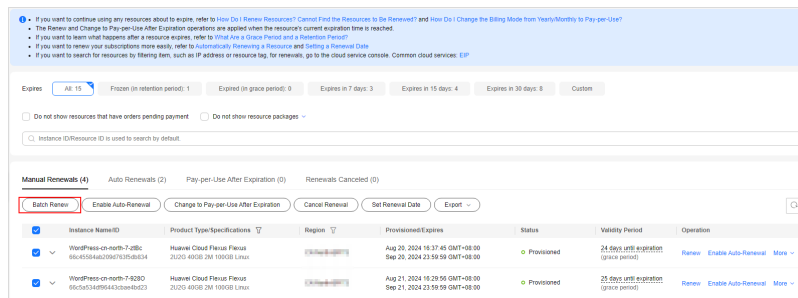 If you want to continue using any resources about to expire, refer to How Do I Renew Resources? Cannot Find the Resources to Be Renewed? and How Do I Change the Billing Mode from Yearly/Monthly to Pay-per-Use?
The Renew and Change to Pay-per-Use After Expiration operations are applied when the resource's current expiration time is reached.
If you want to learn what happens after a resource expires, refer to What Are a Grace Period and a Retention Period?
If you want to renew your subscriptions more easily, refer to Automatically Renewing a Resource and Setting a Renewal Date
If you want to search for resources by filtering item, such as IP address or resource tag, for renewals, go to the cloud service console. Common cloud services: EIP
Expires All: 15 Frozen (in retention period): 1 Expired (in grace period): 0 Expires in 7 days: 3 Expires in 15 days: 4 Expires in 30 days: 8 Custom
Do not show resources that have orders pending payment Do not show resource packages
Instance ID/Resource ID is used to search by default.
Manual Renewals (4) Auto Renewals (2) Pay-per-Use After Expiration (0) Renewals Canceled (0)
Batch Renew Enable Auto-Renewal Change to Pay-per-Use After Expiration Cancel Renewal Set Renewal Date Export
Instance Name/ID Product Type/Specifications Region Provisioned/Expires Status Validity Period Operation
WordPress-cn-north-7-ztBc Huawei Cloud Flexus Flexus Aug 20, 2024 16:37:45 GMT+08:00 Provisioned 24 days until expiration Renew Enable Auto-Renewal More
66c45584ab209d763f5db834 2U2G 40GB 2M 100GB Linux Sep 20, 2024 23:59:59 GMT+08:00 (grace period)
WordPress-cn-north-7-928O Huawei Cloud Flexus Flexus Aug 21, 2024 16:29:56 GMT+08:00 Provisioned 25 days until expiration Renew Enable Auto-Renewal More
66c5a534df96443cbae4bd23 2U2G 40GB 2M 100GB Linux Sep 21, 2024 23:59:59 GMT+08:00 (grace period)